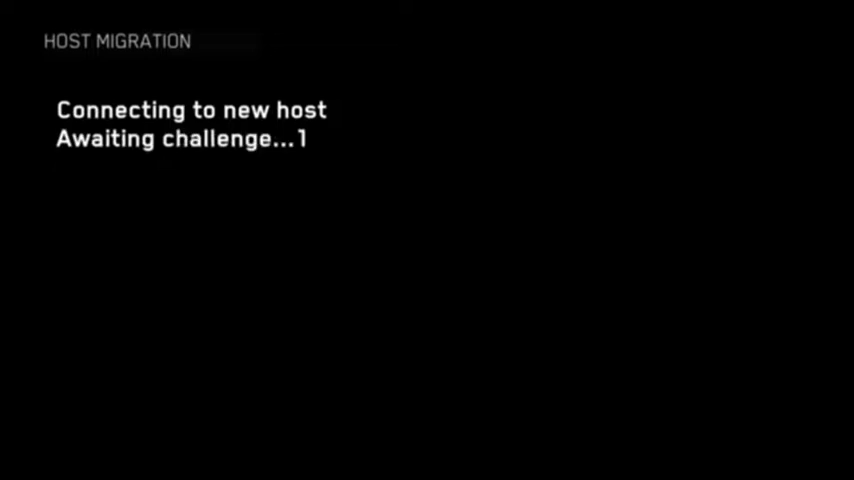 HOST MIGRATION
Connecting to new host
Awaiting challenge...1